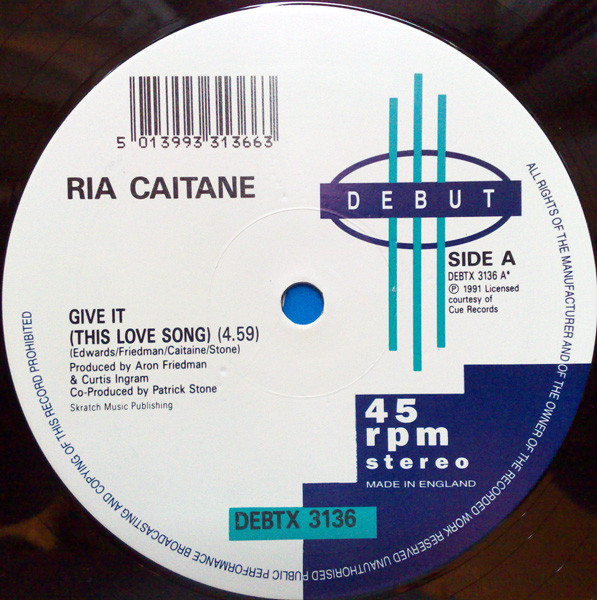 5 013993 313663
RIA CAITANE
DEBUT
SIDE A
DEBTX 3136 A*
℗ 1991 Licensed
courtesy of
Cue Records
GIVE IT
(THIS LOVE SONG) (4.59)
(Edwards/Friedman/Caitaine/Stone)
Produced by Aron Friedman
& Curtis Ingram
Co-Produced by Patrick Stone
Skratch Music Publishing
45
rpm
stereo
MADE IN ENGLAND
DEBTX 3136
ALL RIGHTS OF THE MANUFACTURER AND OF THE OWNER OF THE RECORDED WORK RESERVED UNAUTHORISED PUBLIC PERFORMANCE BROADCASTING AND COPYING OF THIS RECORD PROHIBITED